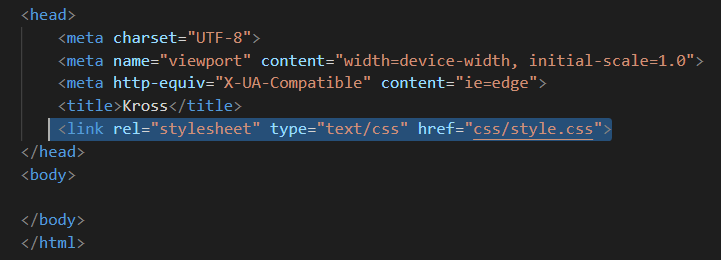 <head>
<meta charset="UTF-8">
<meta name="viewport" content="width=device-width, initial-scale=1.0">
<meta http-equiv="X-UA-Compatible" content="ie=edge">
<title>Kross</title>
<link rel="stylesheet" type="text/css" href="css/style.css">
</head>
<body>
</body>
</html>